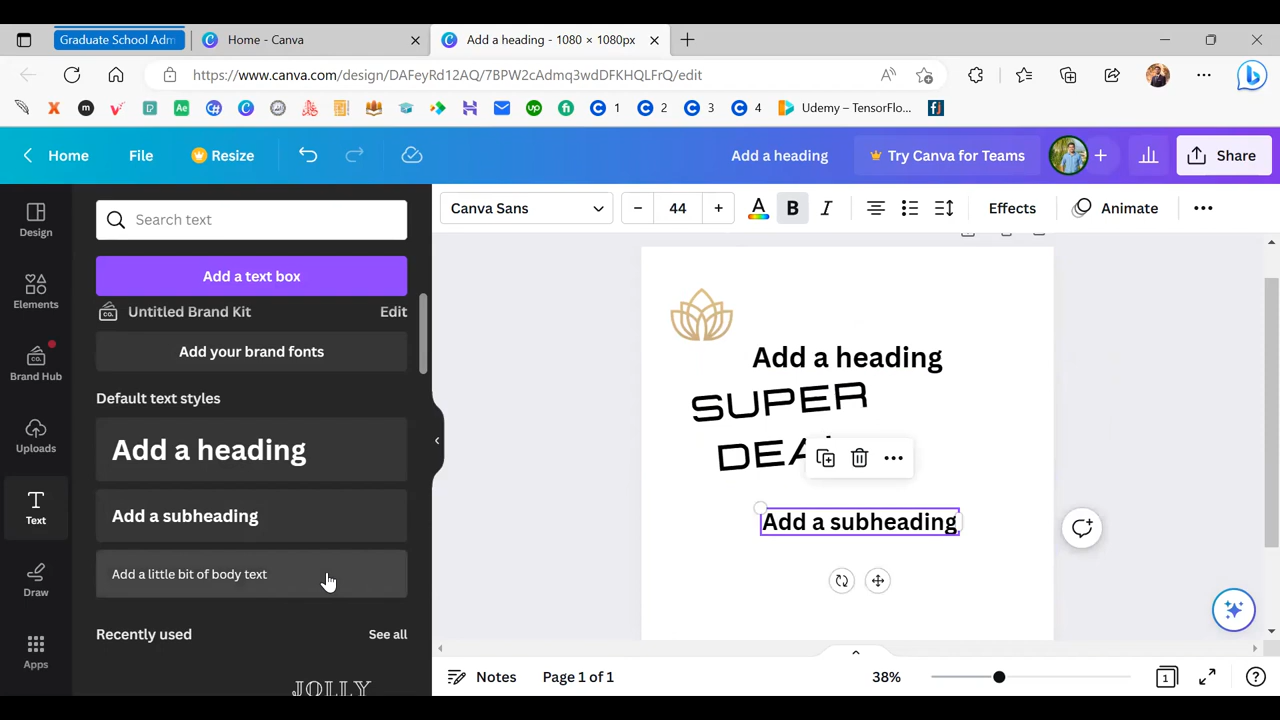 Graduate School Adm
Home - Canva
Add a heading - 1080 × 1080px
https://www.canva.com/design/DAFeyRd12AQ/7BPW2cAdmq3wdDFKHQLFrQ/edit
1
2
3
4
Udemy – TensorFlo...
Home
File
Resize
Add a heading
Try Canva for Teams
Share
Design
Elements
Brand Hub
Uploads
Text
Draw
Apps
Search text
Add a text box
Untitled Brand Kit
Edit
Add your brand fonts
Default text styles
Add a heading
Add a subheading
Add a little bit of body text
Recently used
See all
JOLLY
Canva Sans
44
Effects
Animate
Add a heading
SUPER
DEA
Add a subheading
Notes
Page 1 of 1
38%
1